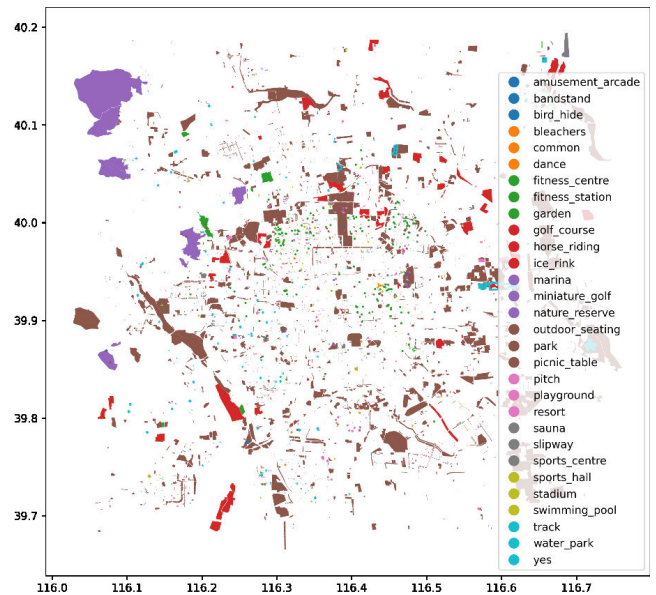 40.2
40.1
40.0
39.9
39.8
39.7
116.0
116.1
116.2
116.3
116.4
116.5
116.6
116.7
amusement_arcade
bandstand
bird_hide
bleachers
common
dance
fitness_centre
fitness_station
garden
golf_course
horse_riding
ice_rink
marina
miniature_golf
nature_reserve
outdoor_seating
park
picnic_table
pitch
playground
resort
sauna
slipway
sports_centre
sports_hall
stadium
swimming_pool
track
water_park
yes